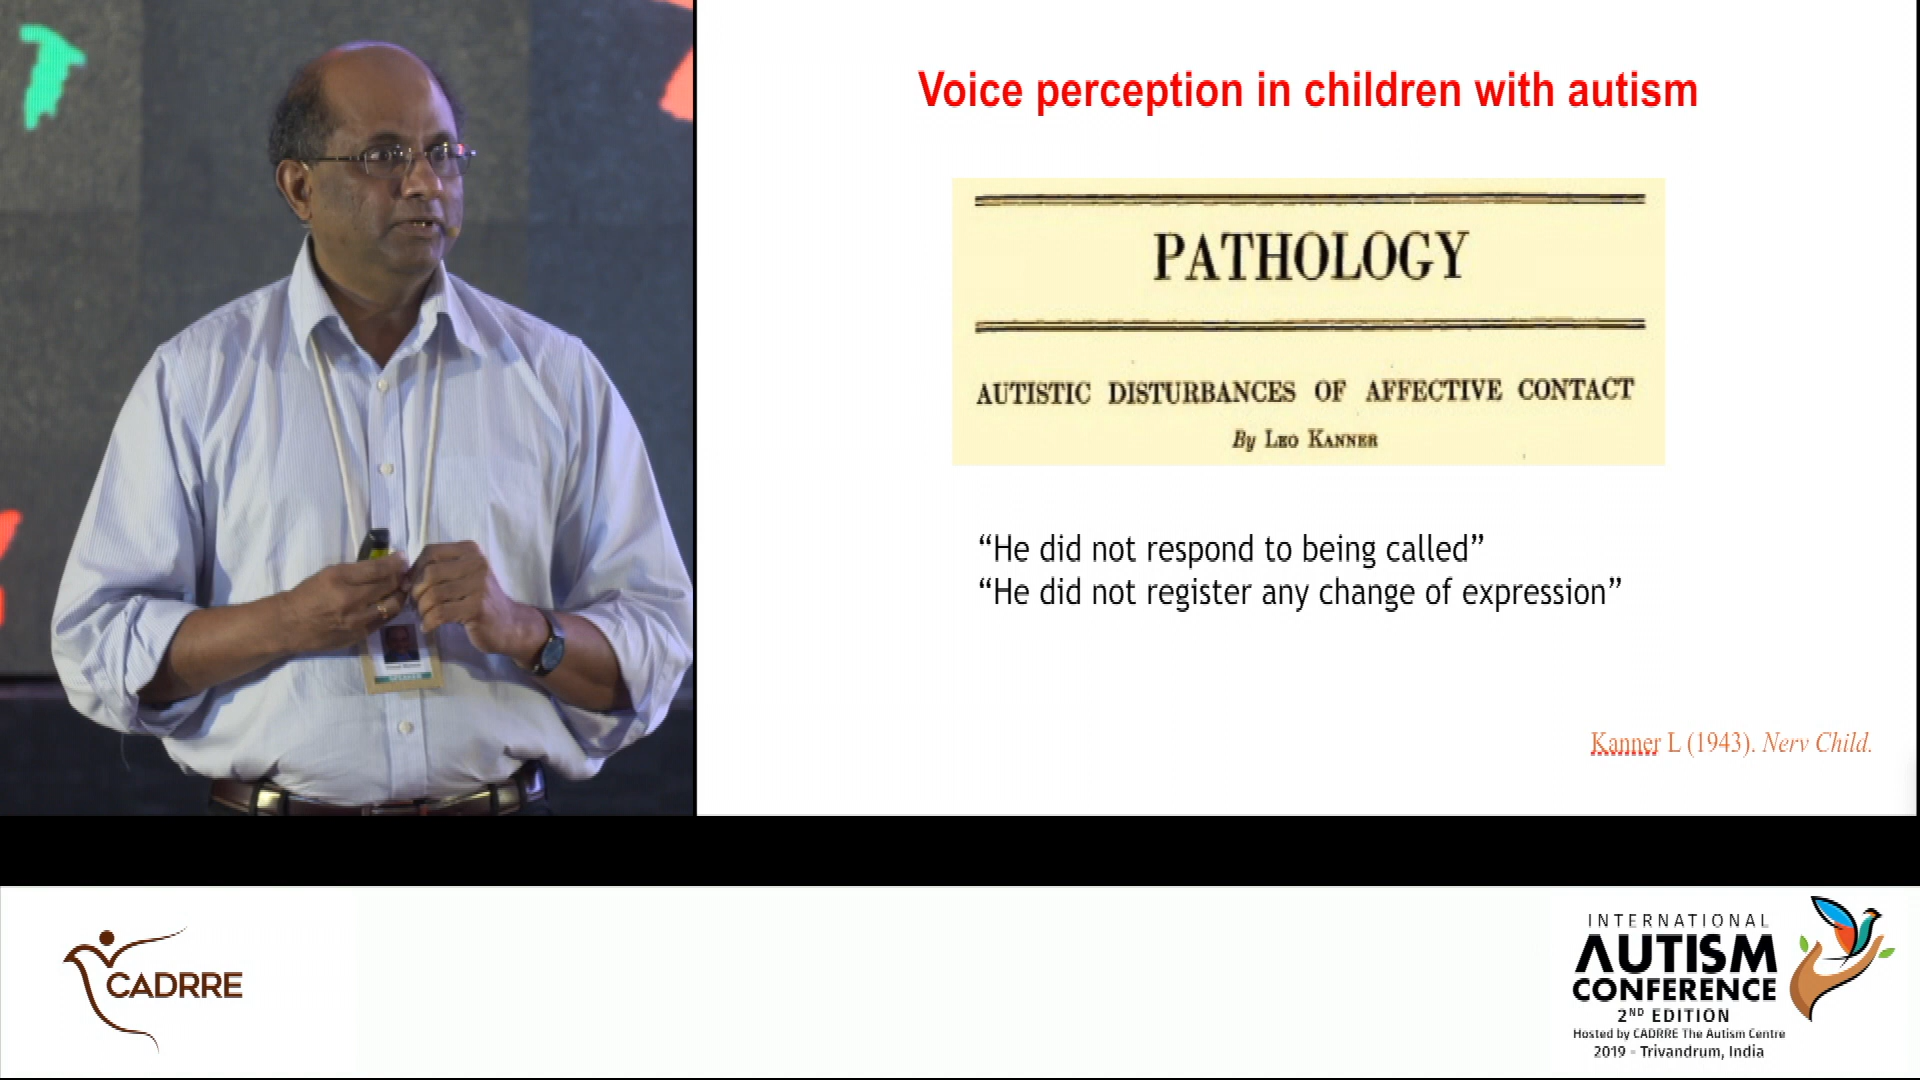 Voice perception in children with autism
PATHOLOGY
AUTISTIC DISTURBANCES OF AFFECTIVE CONTACT
By LEO KANNER
“He did not respond to being called”
“He did not register any change of expression”
Kanner L (1943). Nerv Child.
CADRRE
INTERNATIONAL
AUTISM
CONFERENCE
2ND EDITION
Hosted by CADRRE The Autism Centre
2019 - Trivandrum, India